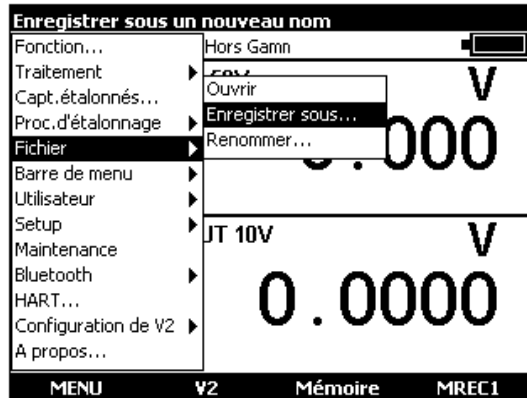 Enregistrer sous un nouveau nom
Fonction...
Traitement
Capt.étalonnés...
Proc.d'étalonnage
Fichier
Barre de menu
Utilisateur
Setup
Maintenance
Bluetooth
HART...
Configuration de V2
A propos...
Ouvrir
Enregistrer sous...
Renommer...
Hors Gamn
V
.000
JT 10V
V
0.0000
MENU
V2
Mémoire
MREC1